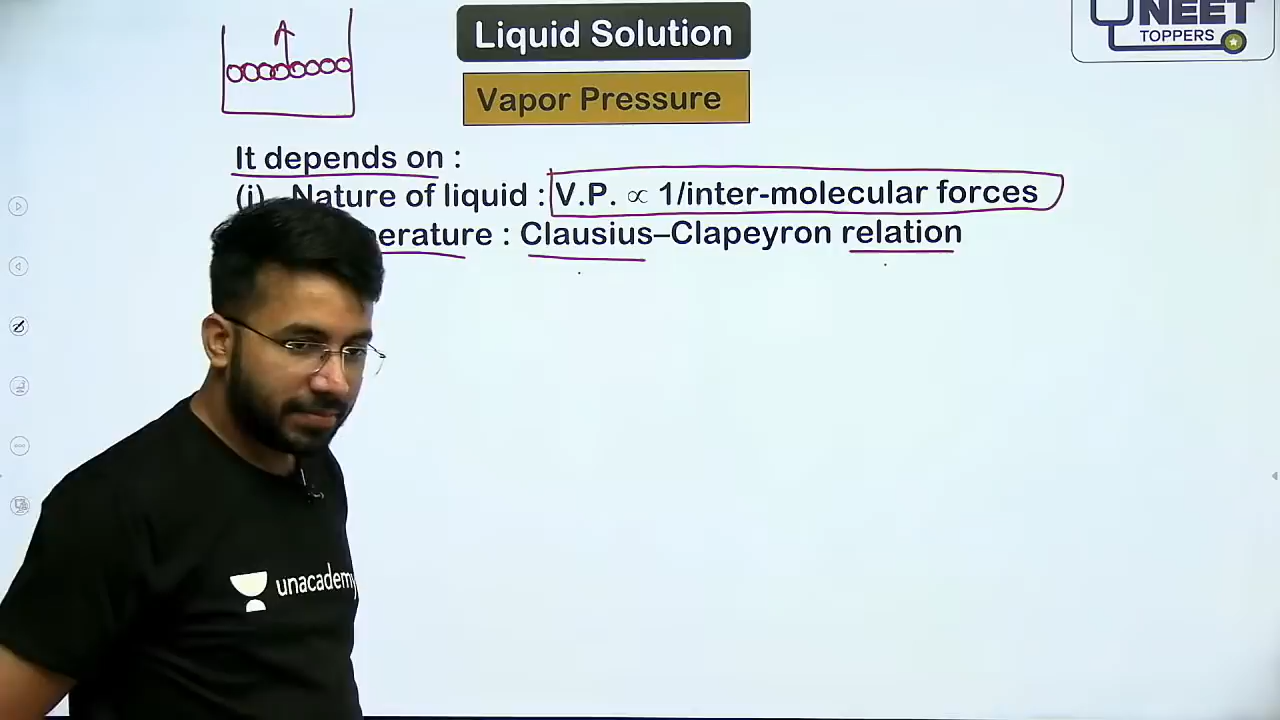 Liquid Solution
NEET
TOPPERS
Vapor Pressure
It depends on :
(i) Nature of liquid : V.P. ∝ 1/inter-molecular forces
erature : Clausius–Clapeyron relation
unacademy